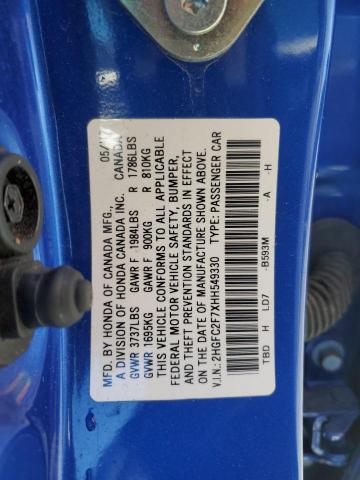 MFD. BY HONDA OF CANADA MFG., 05/
A DIVISION OF HONDA CANADA INC. CANADA
GVWR 3737LBS GAWR F 1984LBS R 1786LBS
GVWR 1695KG GAWR F 900KG R 810KG
THIS VEHICLE CONFORMS TO ALL APPLICABLE
FEDERAL MOTOR VEHICLE SAFETY, BUMPER,
AND THEFT PREVENTION STANDARDS IN EFFECT
ON THE DATE OF MANUFACTURE SHOWN ABOVE.
V.I.N.: 2HGFC2F7XHH549330 TYPE: PASSENGER CAR
TBD H LD7 -B593M -A -H